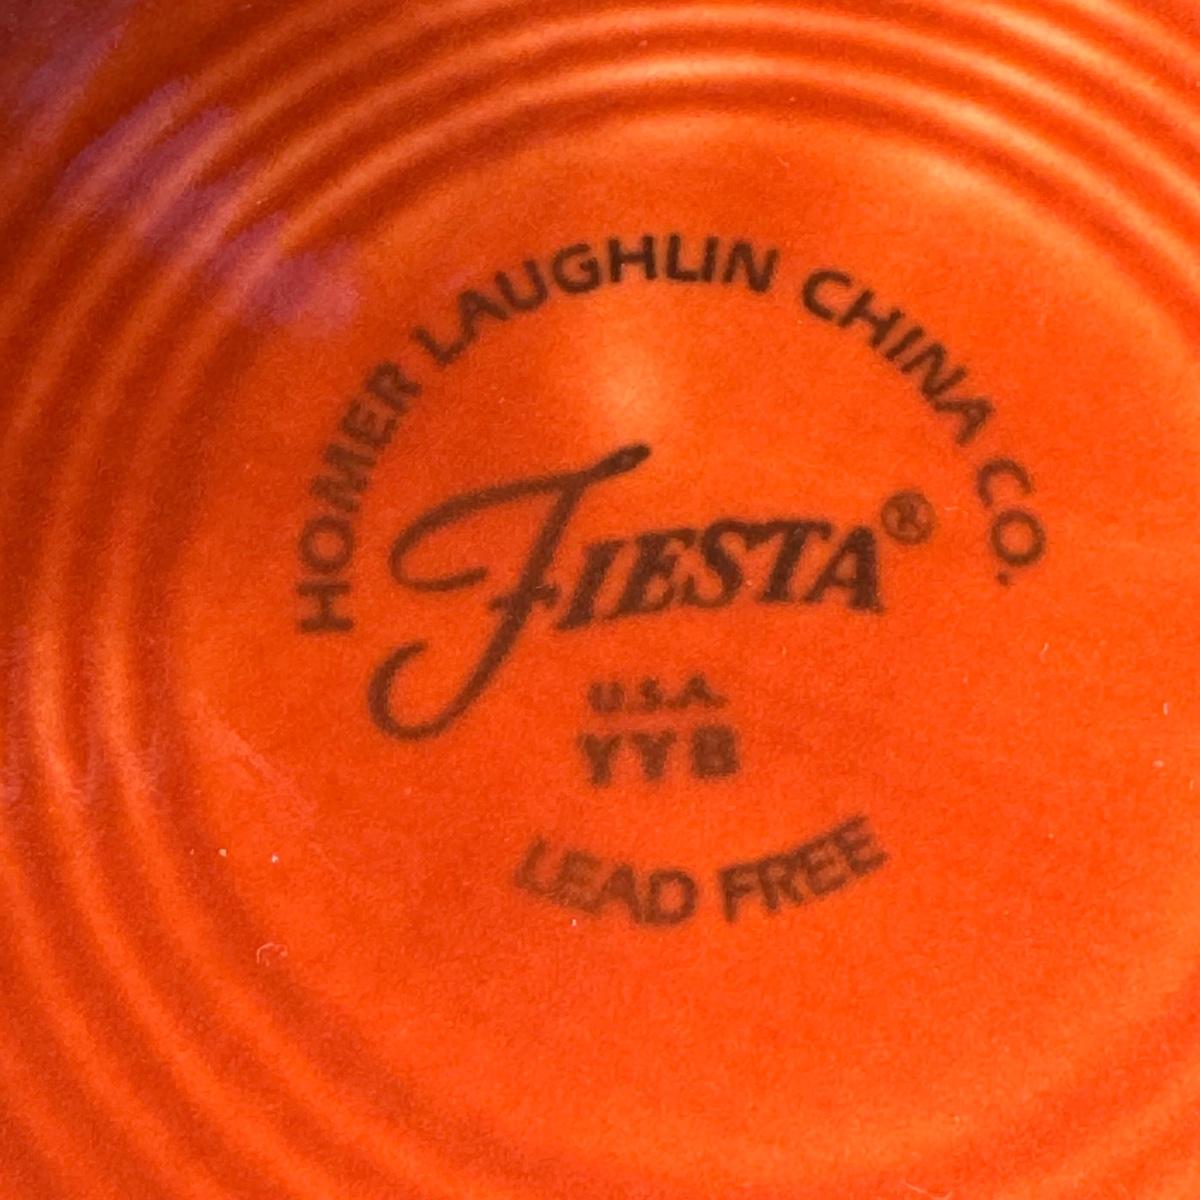 HOMER LAUGHLIN CHINA CO.
FIESTA®
U.S.A.
YYB
LEAD FREE